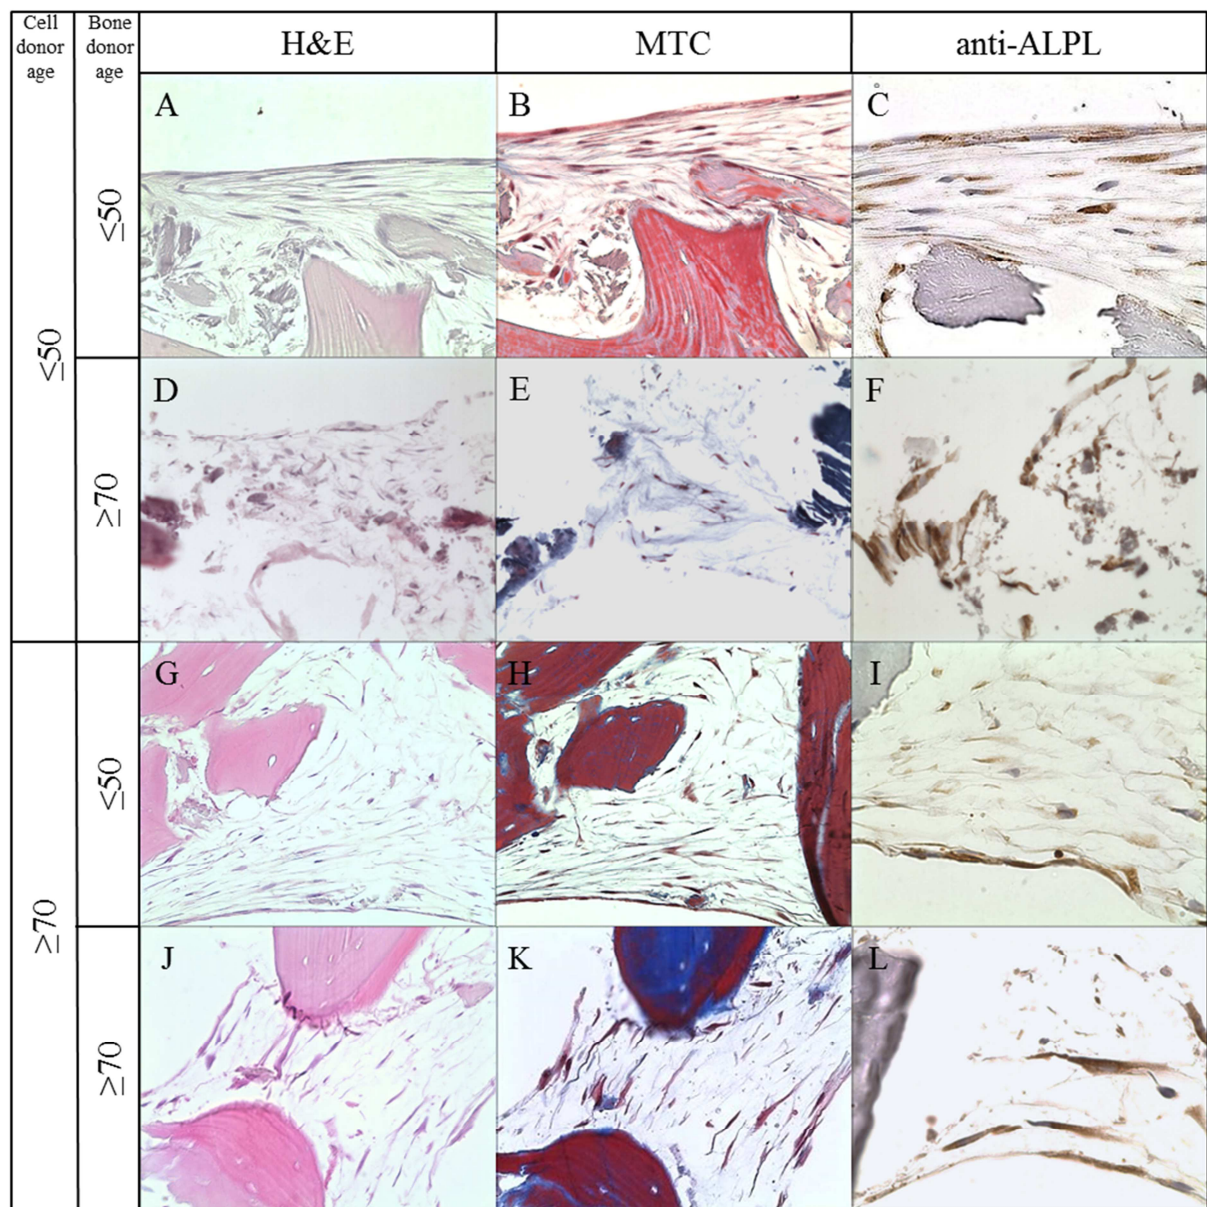 Cell
donor
age
Bone
donor
age
H&E
MTC
anti-ALPL
≤50
≤50
A
B
C
≥70
D
E
F
≥70
≤50
G
H
I
≥70
J
K
L